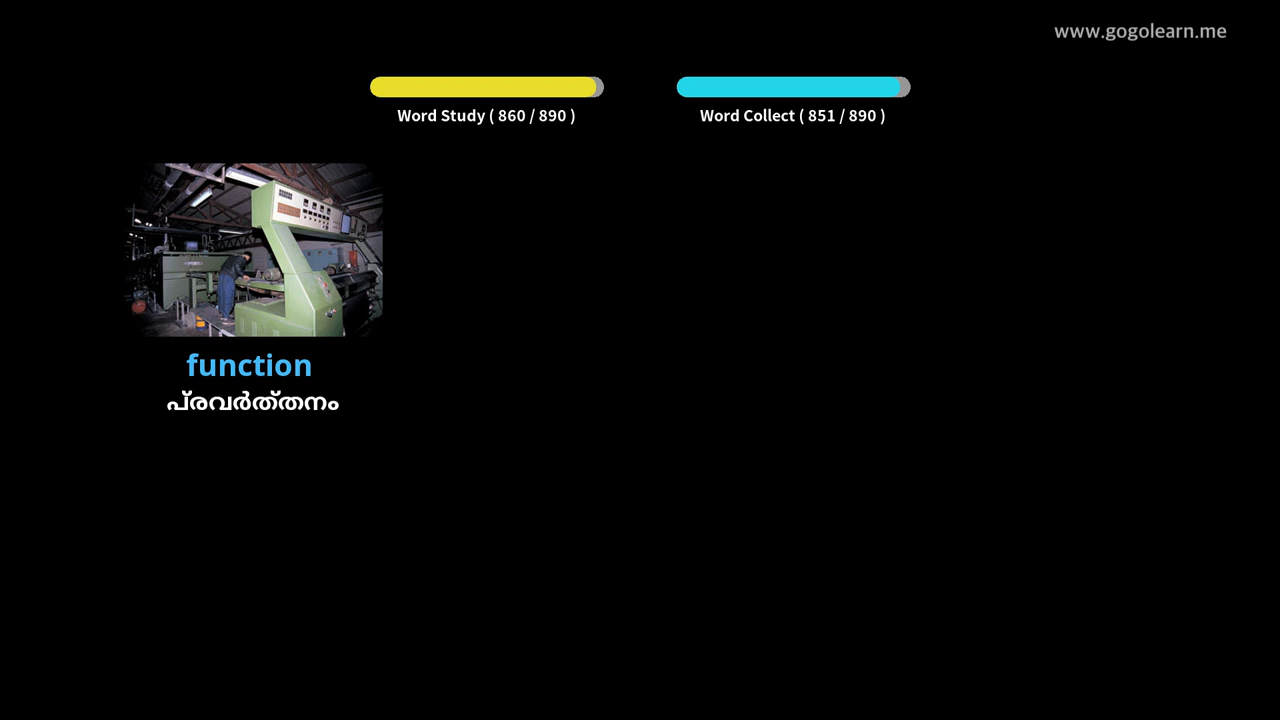 www.gogolearn.me
Word Study ( 860 / 890 )
Word Collect ( 851 / 890 )
function
പ്രവർത്തനം